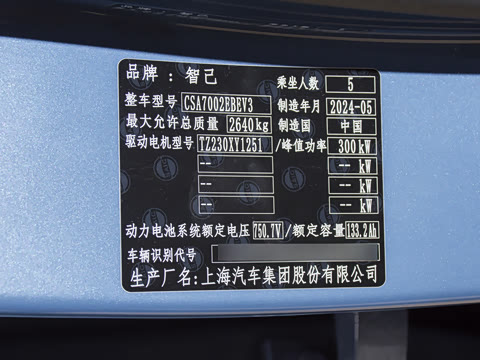 品牌：智己 乘坐人数 5
整车型号 CSA7002EBEV3 制造年月 2024-05
最大允许总质量 2640kg 制造国 中国
驱动电机型号 TZ230XY1251 /峰值功率 300kW
-- -- kW
-- -- kW
-- -- kW
动力电池系统额定电压 750.7V /额定容量 133.2Ah
车辆识别代号
生产厂名:上海汽车集团股份有限公司